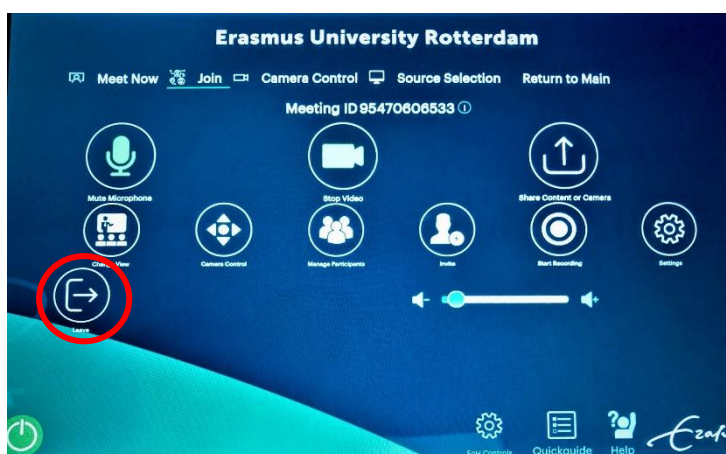 Erasmus University Rotterdam
Meet Now Join Camera Control Source Selection Return to Main
Meeting ID 95470606533
Mute Microphone Stop Video Share Content or Camera
Change View Camera Control Manage Participants Invite Start Recording Settings
Leave
Controls Quickguide Help